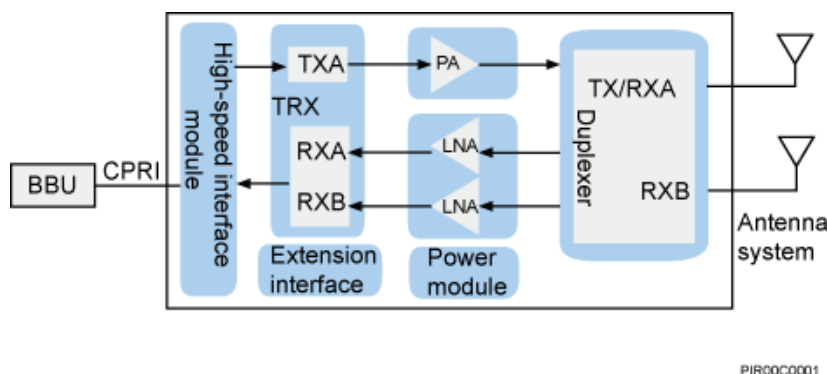 BBU
CPRI
High-speed interface
module
TXA
TRX
RXA
RXB
Extension
interface
PA
LNA
LNA
Power
module
Duplexer
TX/RXA
RXB
Antenna
system
PIR00C0001